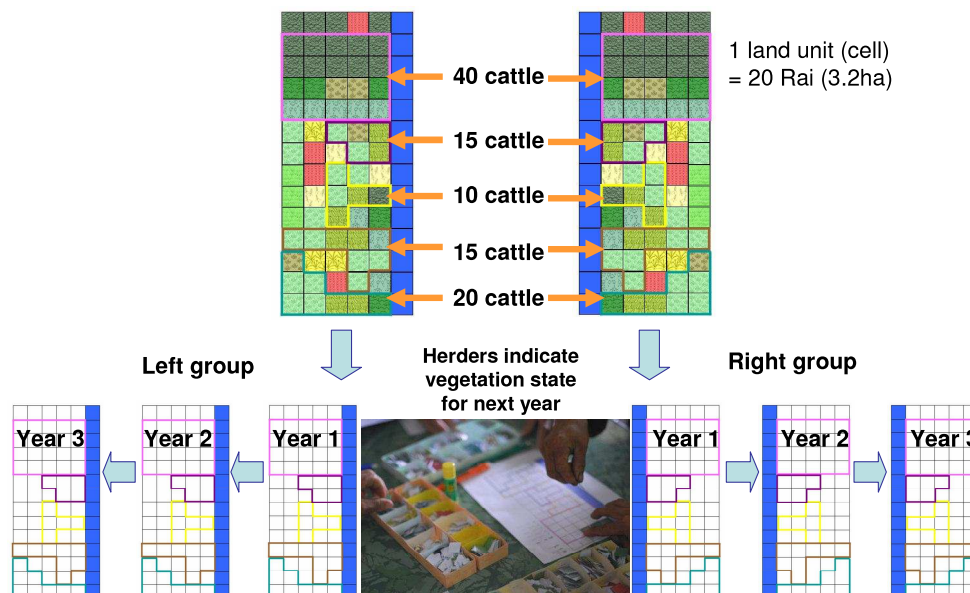 1 land unit (cell)
= 20 Rai (3.2ha)
40 cattle
15 cattle
10 cattle
15 cattle
20 cattle
Left group
Herders indicate
vegetation state
for next year
Right group
Year 3
Year 2
Year 1
Year 1
Year 2
Year 3